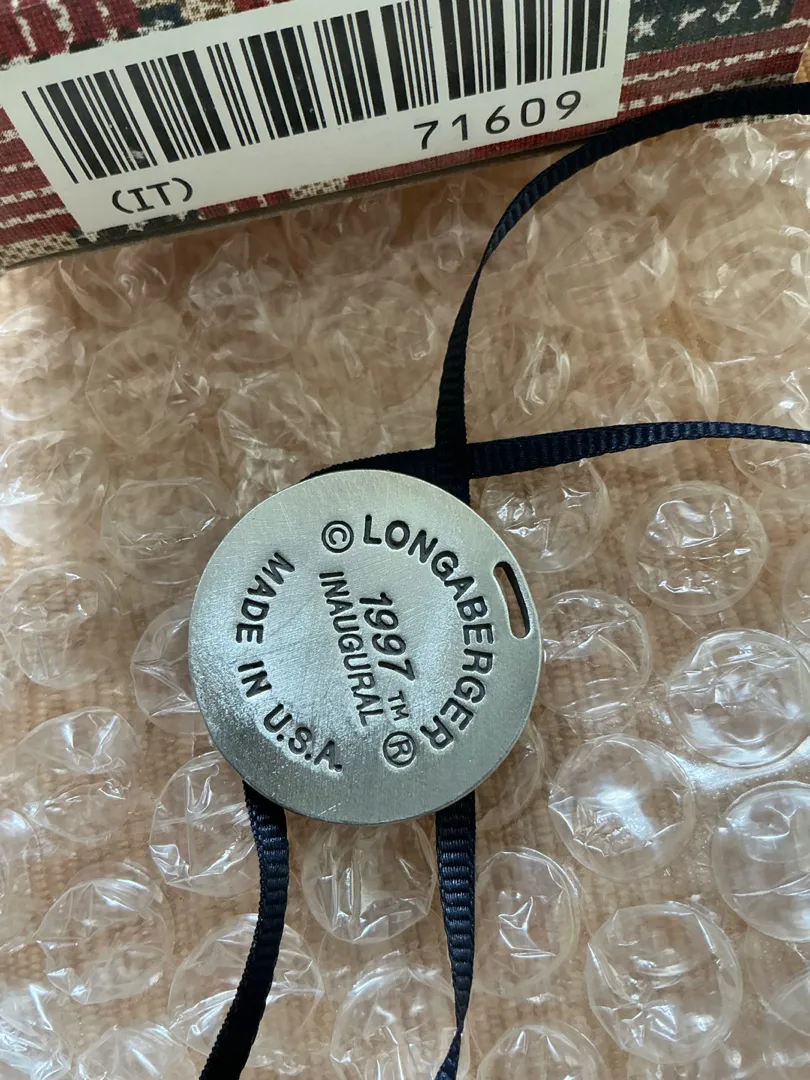 71609
(IT)
© LONGABERGER ®
1997 ™
INAUGURAL
MADE IN U.S.A.